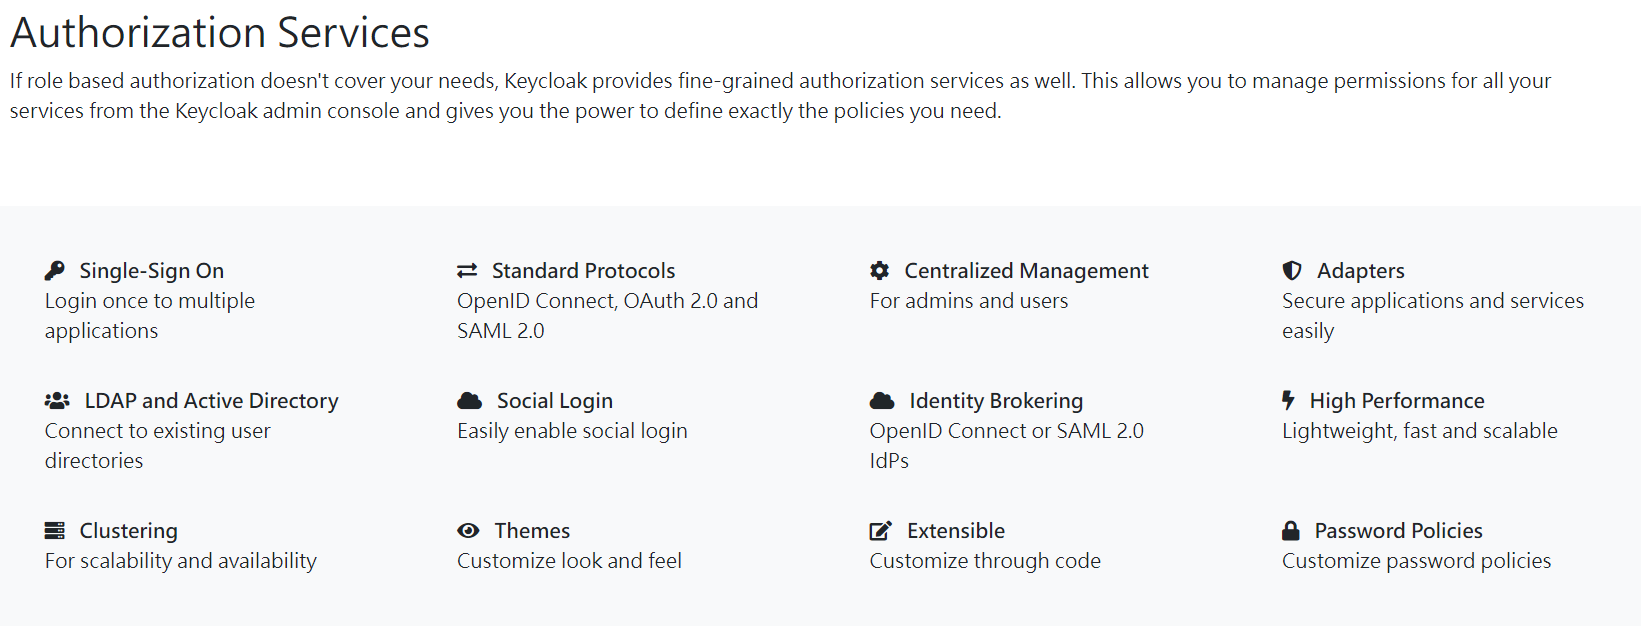 Authorization Services
If role based authorization doesn't cover your needs, Keycloak provides fine-grained authorization services as well. This allows you to manage permissions for all your
services from the Keycloak admin console and gives you the power to define exactly the policies you need.
Single-Sign On
Login once to multiple
applications
Standard Protocols
OpenID Connect, OAuth 2.0 and
SAML 2.0
Centralized Management
For admins and users
Adapters
Secure applications and services
easily
LDAP and Active Directory
Connect to existing user
directories
Social Login
Easily enable social login
Identity Brokering
OpenID Connect or SAML 2.0
IdPs
High Performance
Lightweight, fast and scalable
Clustering
For scalability and availability
Themes
Customize look and feel
Extensible
Customize through code
Password Policies
Customize password policies